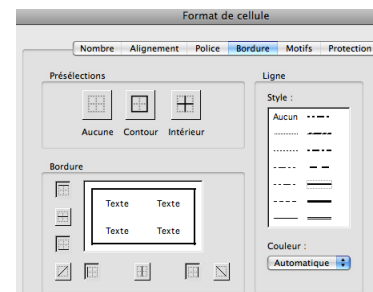 Format de cellule
Nombre Alignement Police Bordure Motifs Protection
Présélections
Aucune Contour Intérieur
Bordure
Texte Texte
Texte Texte
Ligne
Style :
Aucun
Couleur :
Automatique